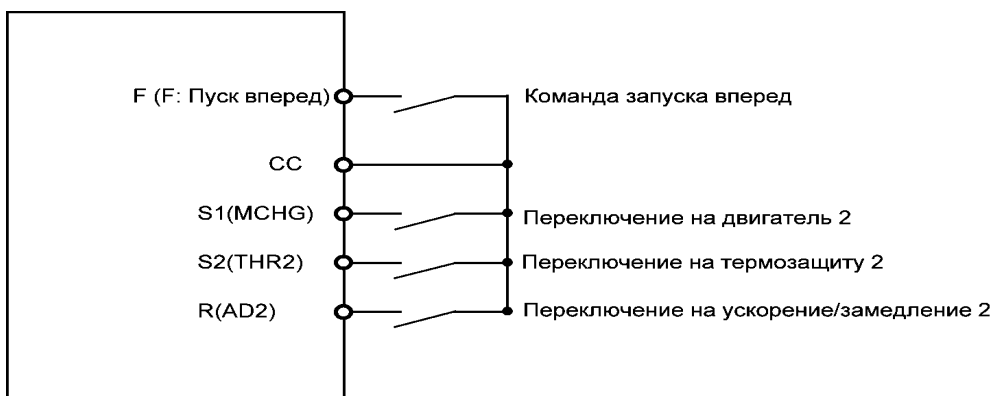 F (F: Пуск вперед) Команда запуска вперед
CC
S1(MCHG) Переключение на двигатель 2
S2(THR2) Переключение на термозащиту 2
R(AD2) Переключение на ускорение/замедление 2